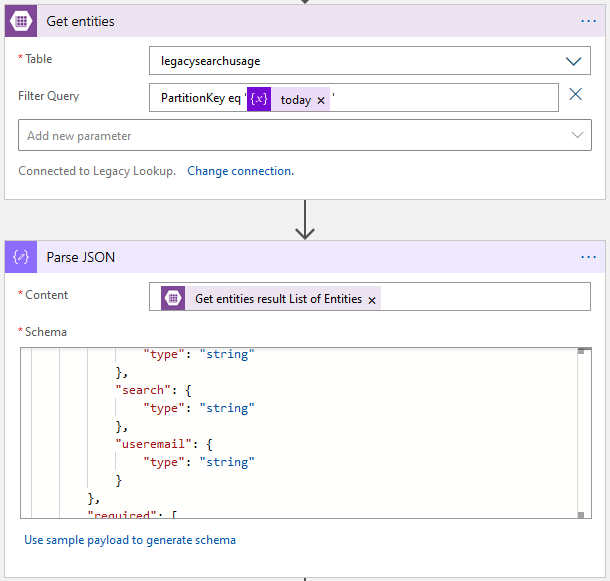 Get entities
* Table
legacysearchusage
Filter Query
PartitionKey eq '{x} today × '
Add new parameter
Connected to Legacy Lookup. Change connection.
Parse JSON
* Content
Get entities result List of Entities ×
* Schema
"type": "string"
},
"search": {
"type": "string"
},
"useremail": {
"type": "string"
}
},
"required": [
Use sample payload to generate schema